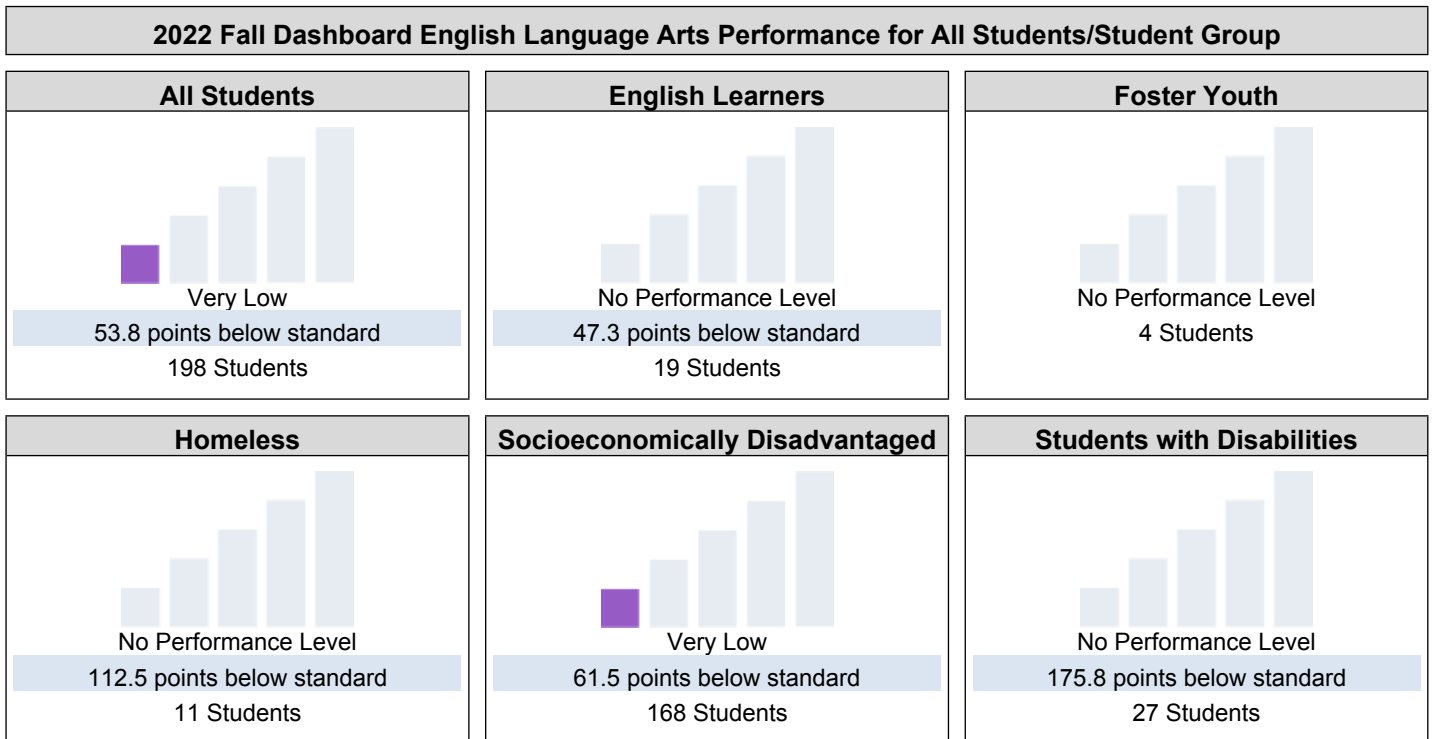 2022 Fall Dashboard English Language Arts Performance for All Students/Student Group
All Students
Very Low
53.8 points below standard
198 Students
English Learners
No Performance Level
47.3 points below standard
19 Students
Foster Youth
No Performance Level
4 Students
Homeless
No Performance Level
112.5 points below standard
11 Students
Socioeconomically Disadvantaged
Very Low
61.5 points below standard
168 Students
Students with Disabilities
No Performance Level
175.8 points below standard
27 Students